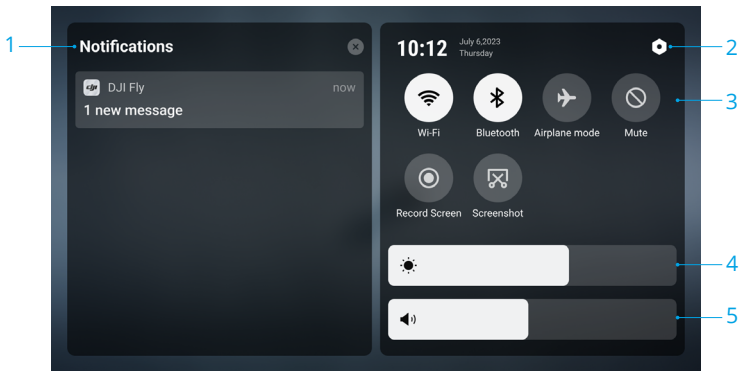 1
Notifications
dji
DJI Fly
now
1 new message
10:12
July 6,2023
Thursday
2
Wi-Fi
Bluetooth
Airplane mode
Mute
3
Record Screen
Screenshot
4
5